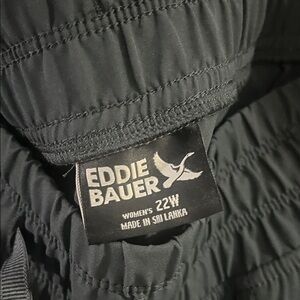 EDDIE
BAUER
WOMEN'S 22W
MADE IN SRI LANKA